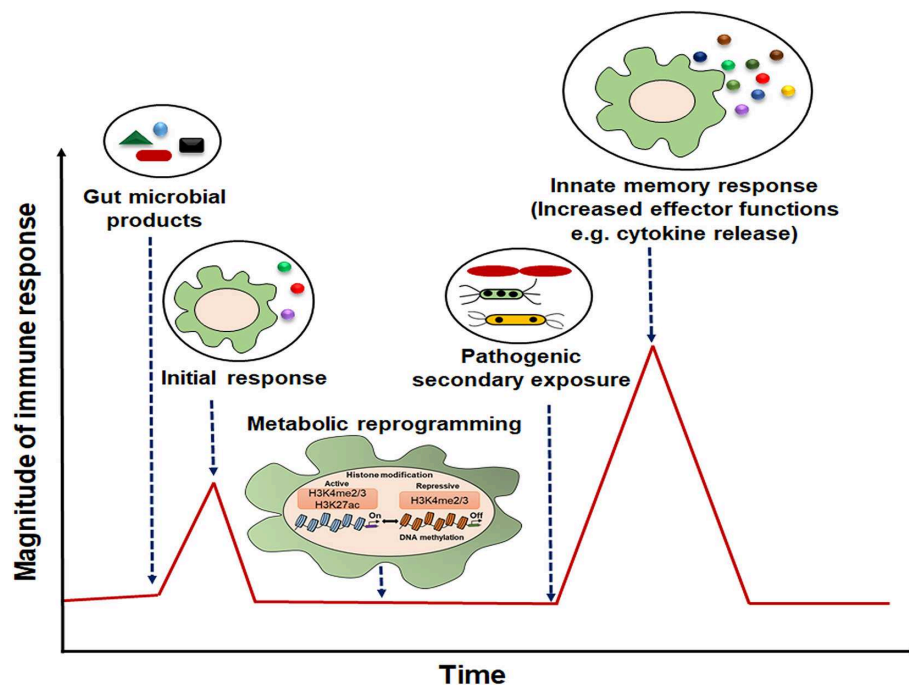 Gut microbial
products
Initial response
Metabolic reprogramming
Histone modification
Active
H3K4me2/3
H3K27ac
On
Repressive
H3K4me2/3
Off
DNA methylation
Pathogenic
secondary exposure
Innate memory response
(Increased effector functions
e.g. cytokine release)
Magnitude of immune response
Time